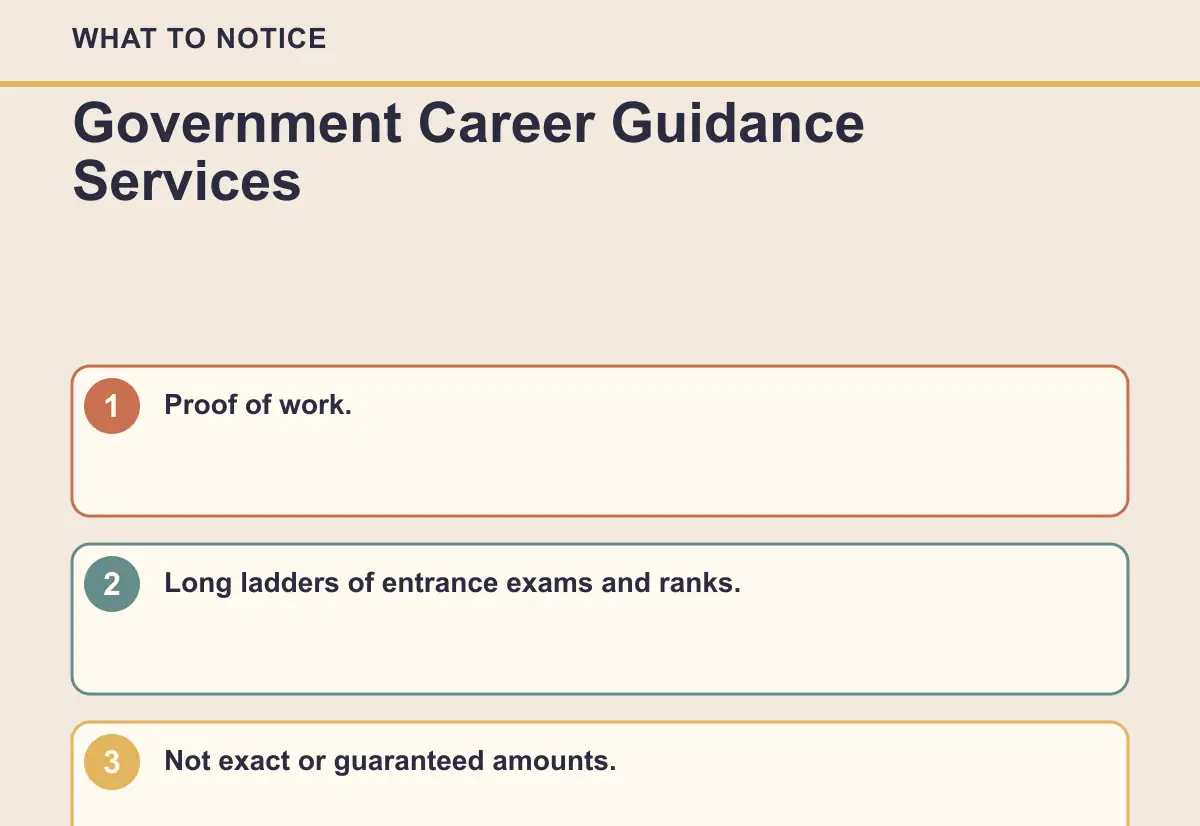 WHAT TO NOTICE
Government Career Guidance
Services
1
Proof of work.
2
Long ladders of entrance exams and ranks.
3
Not exact or guaranteed amounts.